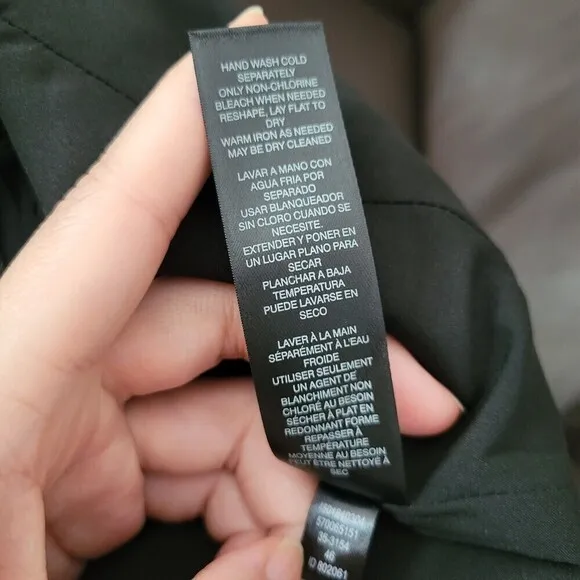 HAND WASH COLD
SEPARATELY
ONLY NON-CHLORINE
BLEACH WHEN NEEDED
RESHAPE, LAY FLAT TO
DRY
WARM IRON AS NEEDED
MAY BE DRY CLEANED
LAVAR A MANO CON
AGUA FRIA POR
SEPARADO
USAR BLANQUEADOR
SIN CLORO CUANDO SE
NECESITE.
EXTENDER Y PONER EN
UN LUGAR PLANO PARA
SECAR
PLANCHAR A BAJA
TEMPERATURA
PUEDE LAVARSE EN
SECO
LAVER À LA MAIN
SÉPARÉMENT À L'EAU
FROIDE
UTILISER SEULEMENT
UN AGENT DE
BLANCHIMENT NON
CHLORÉ AU BESOIN
SÉCHER À PLAT EN
REDONNANT FORME
REPASSER À
TEMPÉRATURE
MOYENNE AU BESOIN
PEUT ÊTRE NETTOYÉ À
SEC
570065151
46